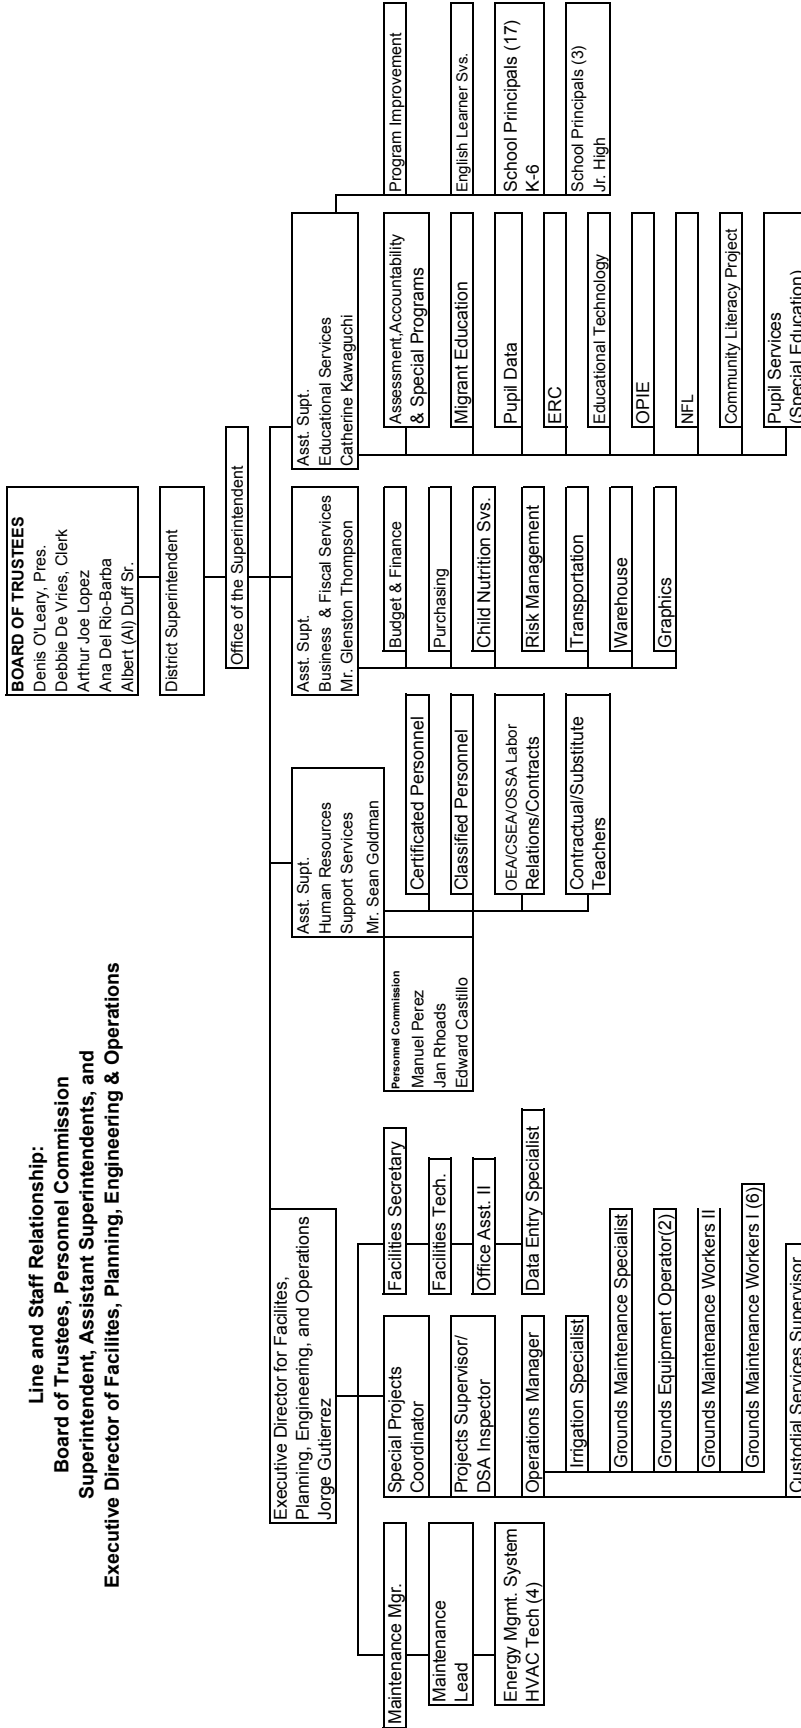 Line and Staff Relationship:
Board of Trustees, Personnel Commission
Superintendent, Assistant Superintendents, and
Executive Director of Facilites, Planning, Engineering & Operations
BOARD OF TRUSTEES
Denis O'Leary, Pres.
Debbie De Vries, Clerk
Arthur Joe Lopez
Ana Del Rio-Barba
Albert (Al) Duff Sr.
District Superintendent
Office of the Superintendent
Executive Director for Facilites,
Planning, Engineering, and Operations
Jorge Gutierrez
Maintenance Mgr.
Maintenance
Lead
Energy Mgmt. System
HVAC Tech (4)
Special Projects
Coordinator
Projects Supervisor/
DSA Inspector
Operations Manager
Irrigation Specialist
Grounds Maintenance Specialist
Grounds Equipment Operator(2)
Grounds Maintenance Workers II
Grounds Maintenance Workers I (6)
Custodial Services Supervisor
Facilities Secretary
Facilities Tech.
Office Asst. II
Data Entry Specialist
Asst. Supt.
Human Resources
Support Services
Mr. Sean Goldman
Personnel Commission
Manuel Perez
Jan Rhoads
Edward Castillo
Certificated Personnel
Classified Personnel
OEA/CSEA/OSSA Labor
Relations/Contracts
Contractual/Substitute
Teachers
Asst. Supt.
Business & Fiscal Services
Mr. Glenston Thompson
Budget & Finance
Purchasing
Child Nutrition Svs.
Risk Management
Transportation
Warehouse
Graphics
Asst. Supt.
Educational Services
Catherine Kawaguchi
Assessment,Accountability
& Special Programs
Migrant Education
Pupil Data
ERC
Educational Technology
OPIE
NFL
Community Literacy Project
Pupil Services
(Special Education)
Program Improvement
English Learner Svs.
School Principals (17)
K-6
School Principals (3)
Jr. High